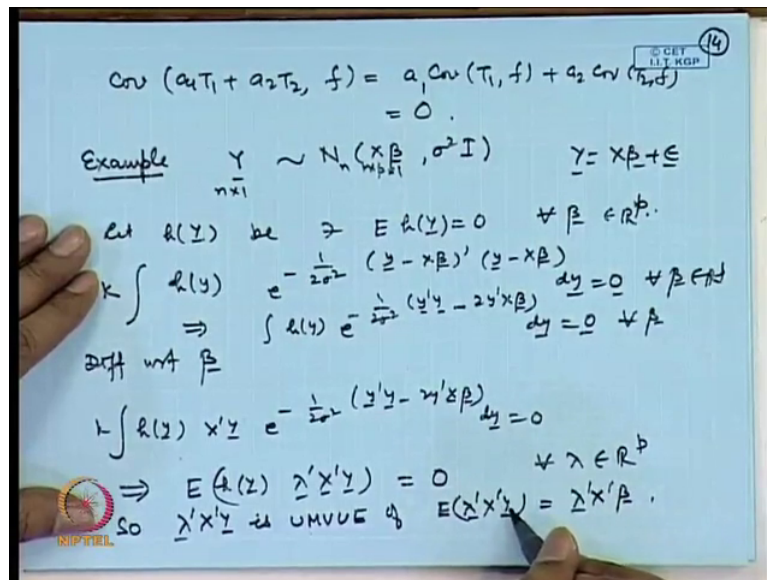 © CET
I.I.T. KGP
14
Cov (a1T1 + a2T2, f) = a1 Cov (T1, f) + a2 Cov (T2, f)
= 0 .
Example Y ~ Nn (Xβ, σ²I) Y = Xβ + ε
n×1 n×p p×1
Let h(Y) be ∋ E h(Y) = 0 ∀ β ∈ ℝᵖ.
k ∫ h(y) e^{- 1/2σ² (y - xβ)' (y - xβ)} dy = 0 ∀ β ∈ ℝᵖ
⇒ ∫ h(y) e^{- 1/2σ² (y'y - 2y'xβ)} dy = 0 ∀ β
Diff wrt β
k ∫ h(y) x'y e^{- 1/2σ² (y'y - 2y'xβ)} dy = 0
⇒ E (h(Y) λ'X'Y) = 0 ∀ λ ∈ ℝᵖ
So λ'X'Y is UMVUE of E(λ'X'Y) = λ'X'β .
NPTEL